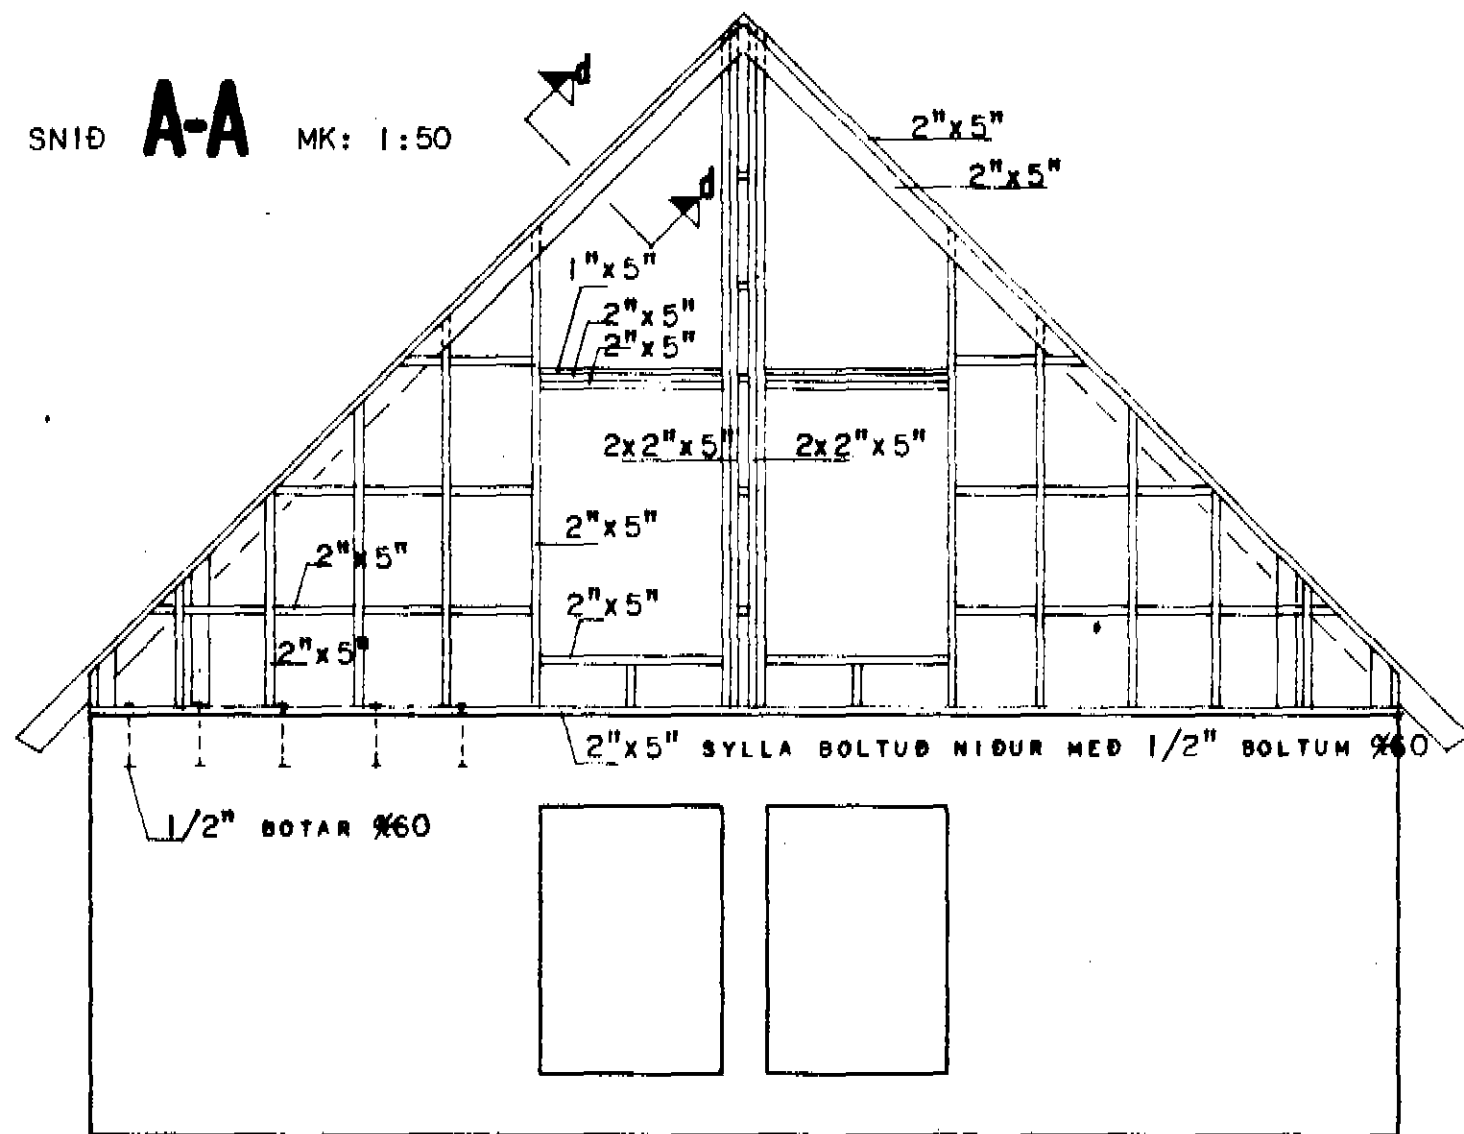 SNIÐ A-A MK: 1:50
d
d
2"x5"
2"x5"
1"x5"
2"x5"
2"x5"
2x2"x5"
2x2"x5"
2"x5"
2"x5"
2"x5"
2"x5"
2"x5" SYLLA BOLTUÐ NIÐUR MEÐ 1/2" BOLTUM %60
1/2" BOTAR %60